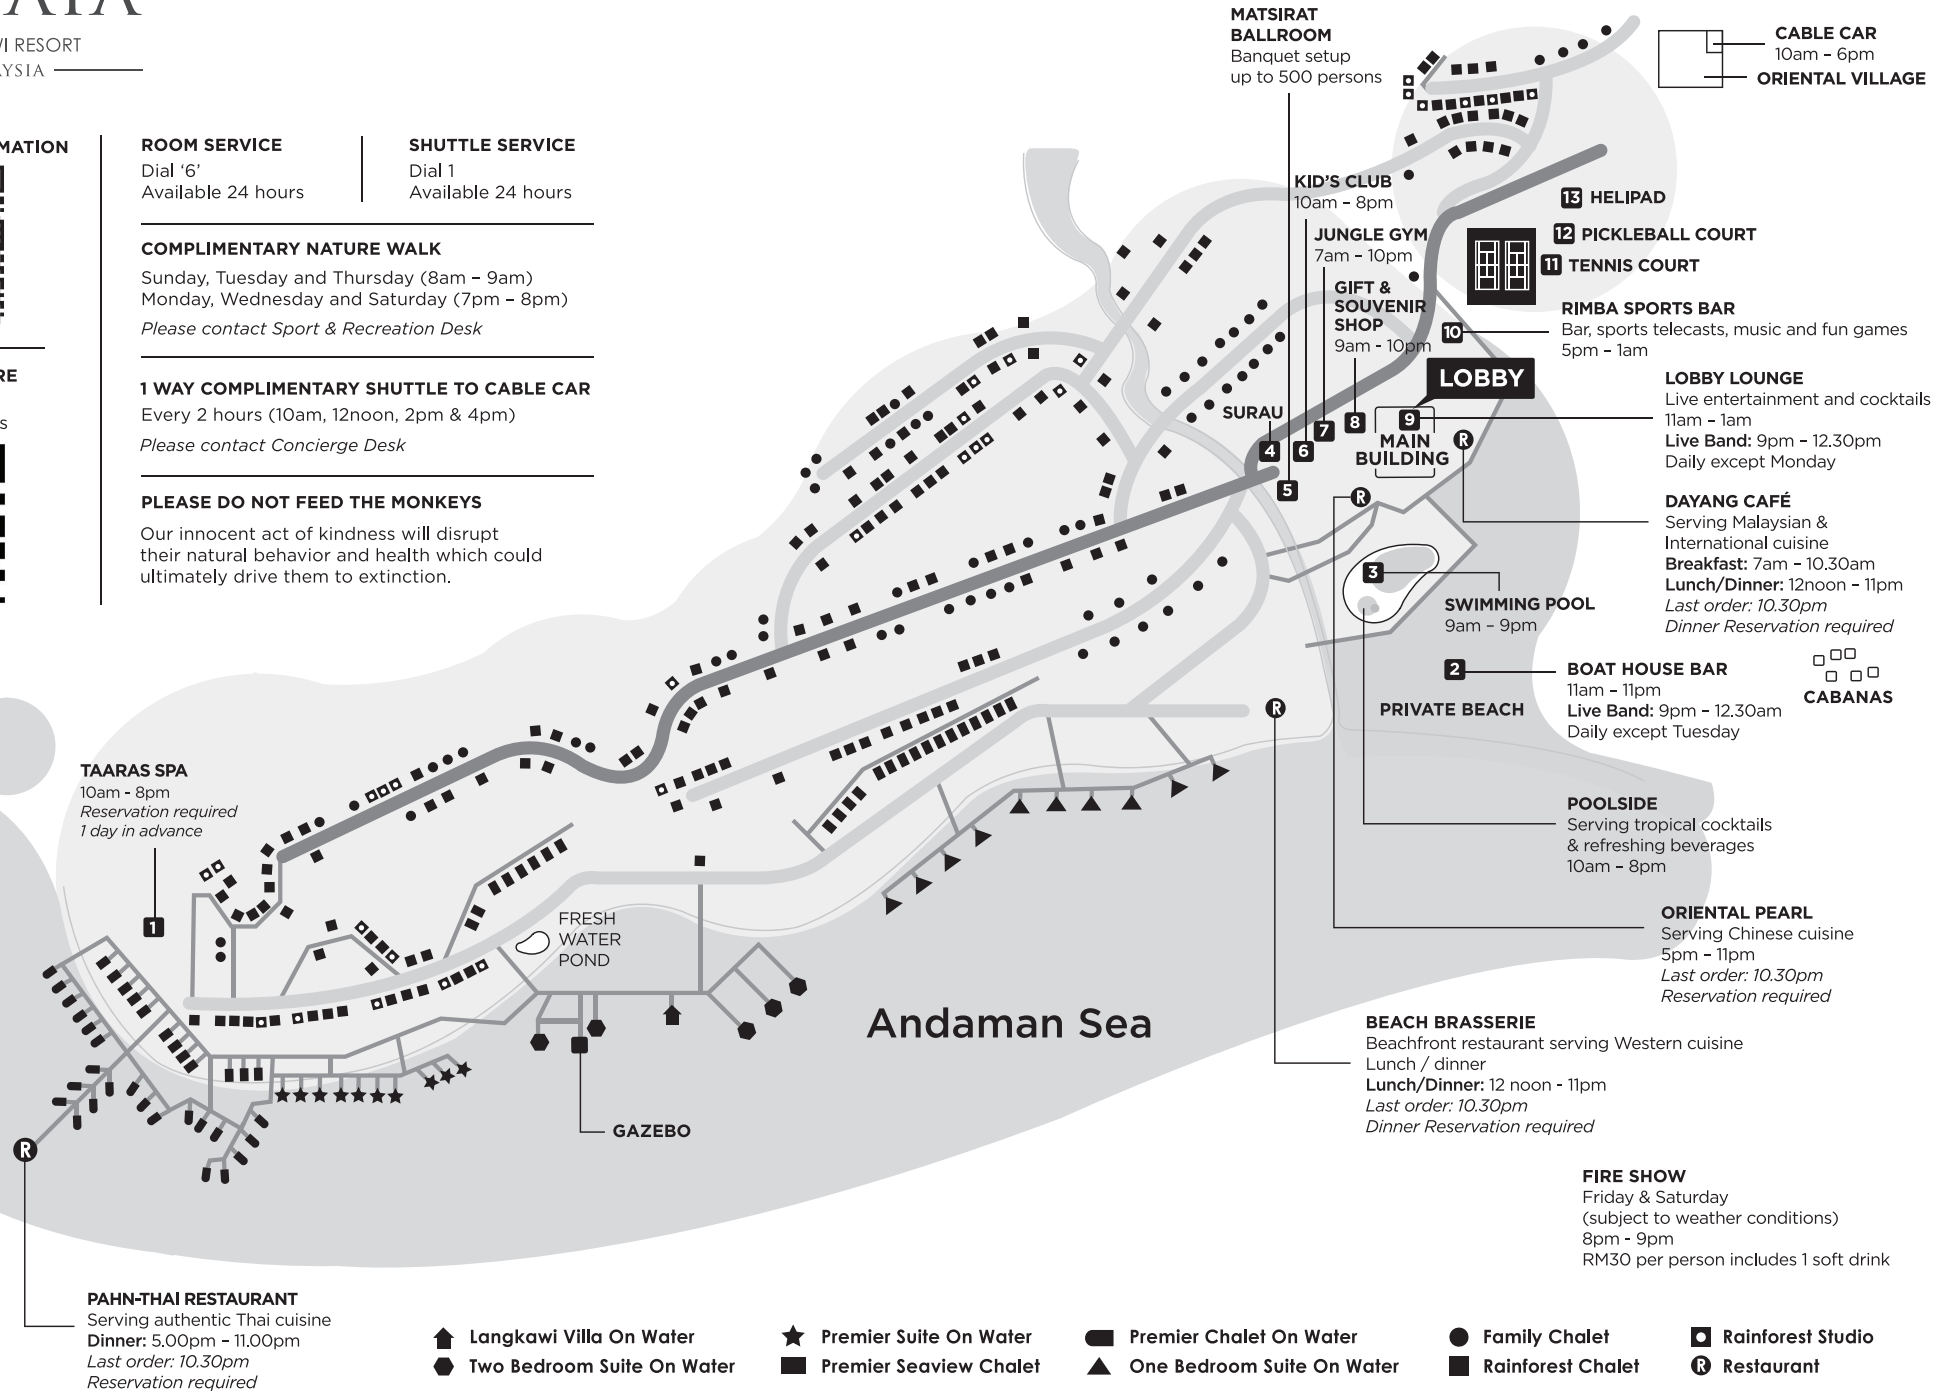 RESORT
ROOM SERVICE
Dial ‘6’
Available 24 hours
SHUTTLE SERVICE
Dial 1
Available 24 hours
COMPLIMENTARY NATURE WALK
Sunday, Tuesday and Thursday (8am – 9am)
Monday, Wednesday and Saturday (7pm – 8pm)
Please contact Sport & Recreation Desk
1 WAY COMPLIMENTARY SHUTTLE TO CABLE CAR
Every 2 hours (10am, 12noon, 2pm & 4pm)
Please contact Concierge Desk
PLEASE DO NOT FEED THE MONKEYS
Our innocent act of kindness will disrupt
their natural behavior and health which could
ultimately drive them to extinction.
MATSIRAT
BALLROOM
Banquet setup
up to 500 persons
CABLE CAR
10am – 6pm
ORIENTAL VILLAGE
KID'S CLUB
10am – 8pm
JUNGLE GYM
7am – 10pm
GIFT &
SOUVENIR
SHOP
9am - 10pm
13 HELIPAD
12 PICKLEBALL COURT
11 TENNIS COURT
10
RIMBA SPORTS BAR
Bar, sports telecasts, music and fun games
5pm – 1am
LOBBY
LOBBY LOUNGE
Live entertainment and cocktails
11am – 1am
Live Band: 9pm – 12.30pm
Daily except Monday
SURAU
4
5
6
7
8
9
MAIN
BUILDING
R
R
DAYANG CAFÉ
Serving Malaysian &
International cuisine
Breakfast: 7am – 10.30am
Lunch/Dinner: 12noon – 11pm
Last order: 10.30pm
Dinner Reservation required
3
SWIMMING POOL
9am – 9pm
2
BOAT HOUSE BAR
11am – 11pm
Live Band: 9pm – 12.30am
Daily except Tuesday
CABANAS
PRIVATE BEACH
R
POOLSIDE
Serving tropical cocktails
& refreshing beverages
10am – 8pm
ORIENTAL PEARL
Serving Chinese cuisine
5pm – 11pm
Last order: 10.30pm
Reservation required
BEACH BRASSERIE
Beachfront restaurant serving Western cuisine
Lunch / dinner
Lunch/Dinner: 12 noon - 11pm
Last order: 10.30pm
Dinner Reservation required
FIRE SHOW
Friday & Saturday
(subject to weather conditions)
8pm - 9pm
RM30 per person includes 1 soft drink
TAARAS SPA
10am - 8pm
Reservation required
1 day in advance
1
FRESH
WATER
POND
Andaman Sea
GAZEBO
R
PAHN-THAI RESTAURANT
Serving authentic Thai cuisine
Dinner: 5.00pm – 11.00pm
Last order: 10.30pm
Reservation required
Langkawi Villa On Water
Two Bedroom Suite On Water
Premier Suite On Water
Premier Seaview Chalet
Premier Chalet On Water
One Bedroom Suite On Water
Family Chalet
Rainforest Chalet
Rainforest Studio
R Restaurant